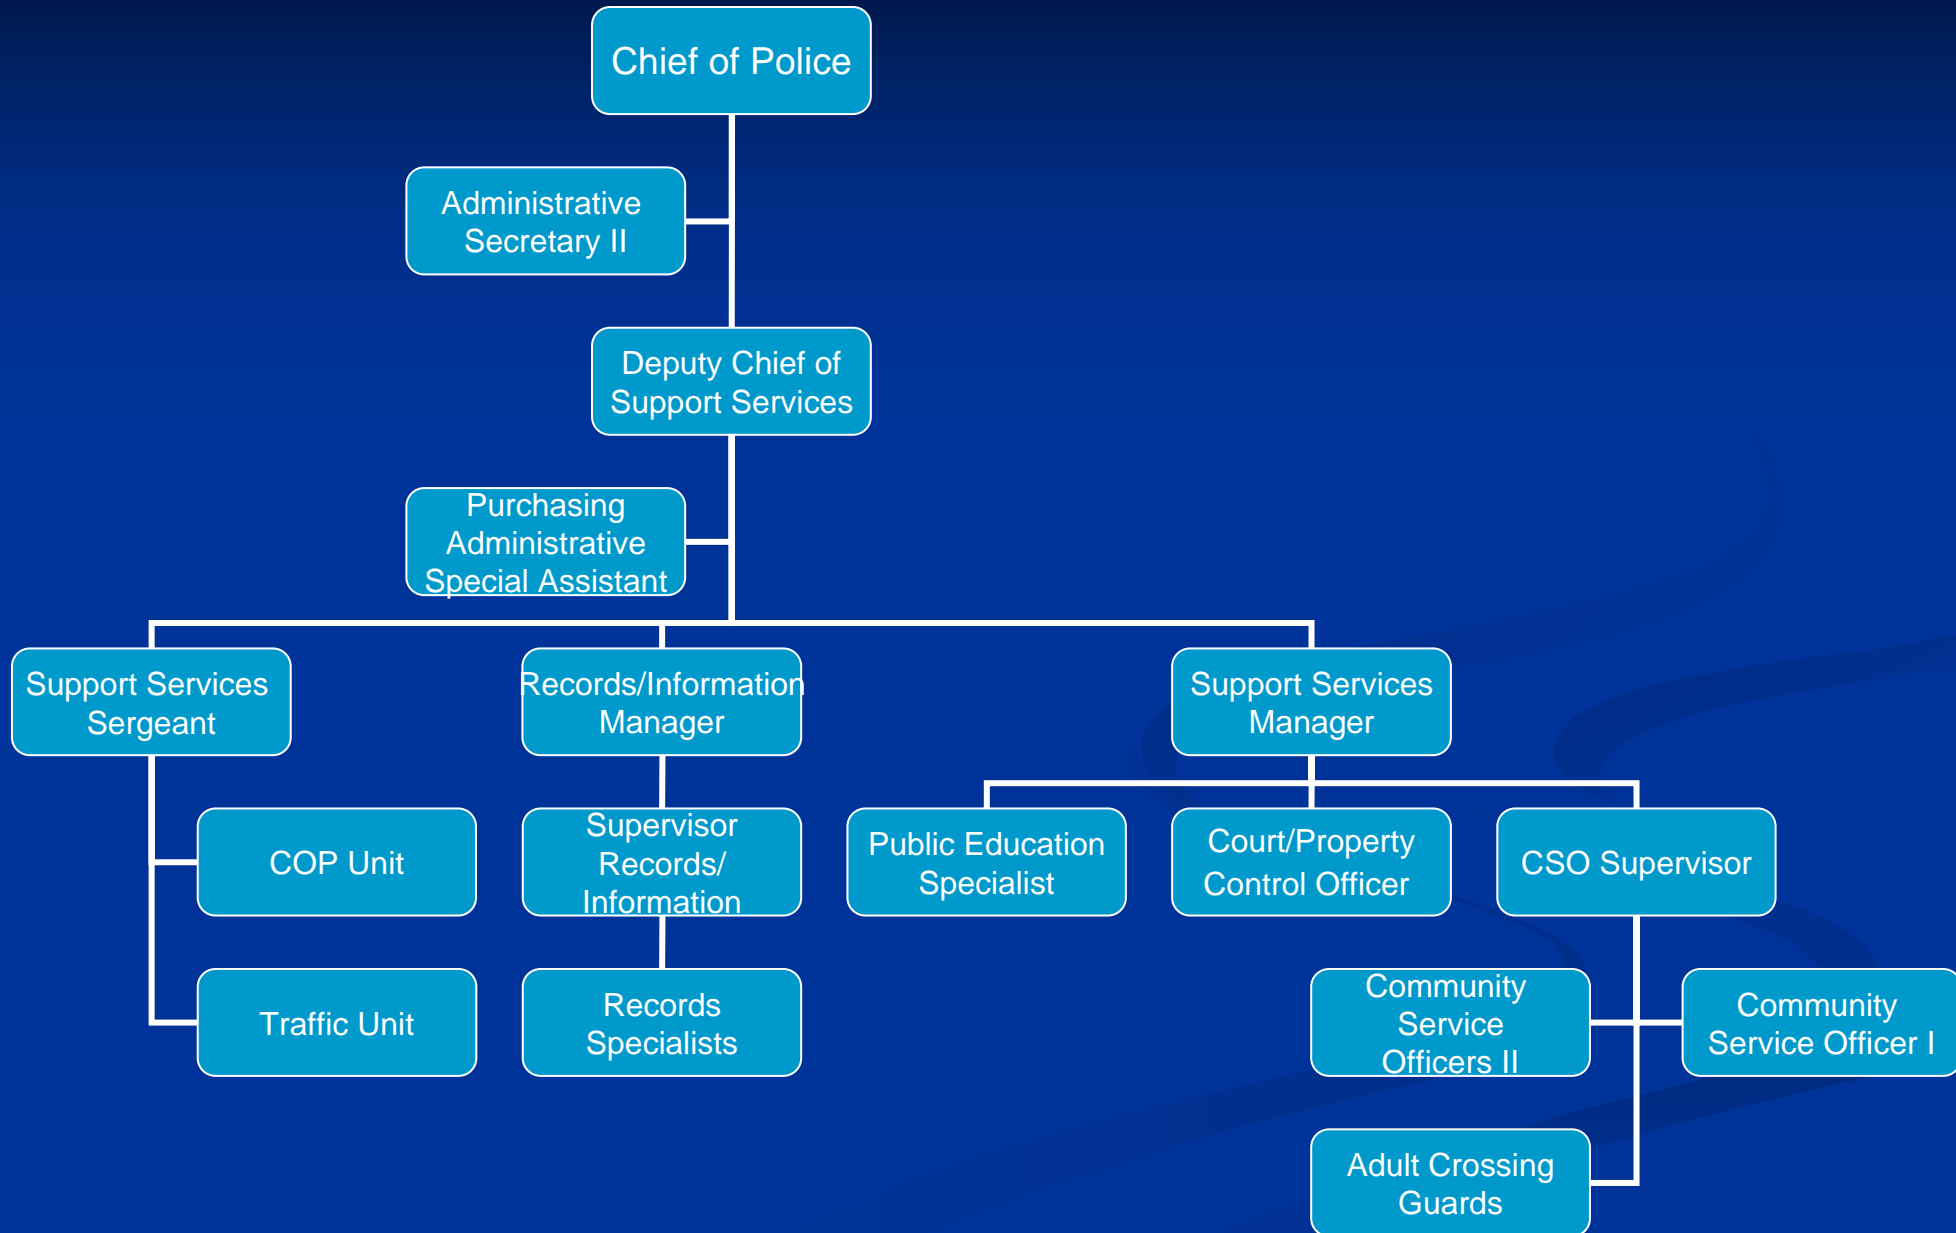 Chief of Police
Administrative
Secretary II
Deputy Chief of
Support Services
Purchasing
Administrative
Special Assistant
Support Services
Sergeant
Records/Information
Manager
Support Services
Manager
COP Unit
Supervisor
Records/
Information
Public Education
Specialist
Court/Property
Control Officer
CSO Supervisor
Traffic Unit
Records
Specialists
Community
Service
Officers II
Community
Service Officer I
Adult Crossing
Guards